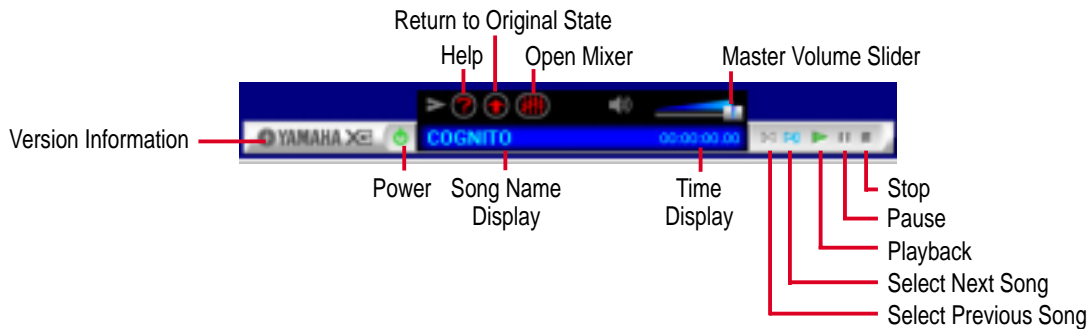 Return to Original State
Help
Open Mixer
Master Volume Slider
Version Information
YAMAHA XG
COGNITO
00:00:00.00
Power
Song Name
Display
Time
Display
Stop
Pause
Playback
Select Next Song
Select Previous Song